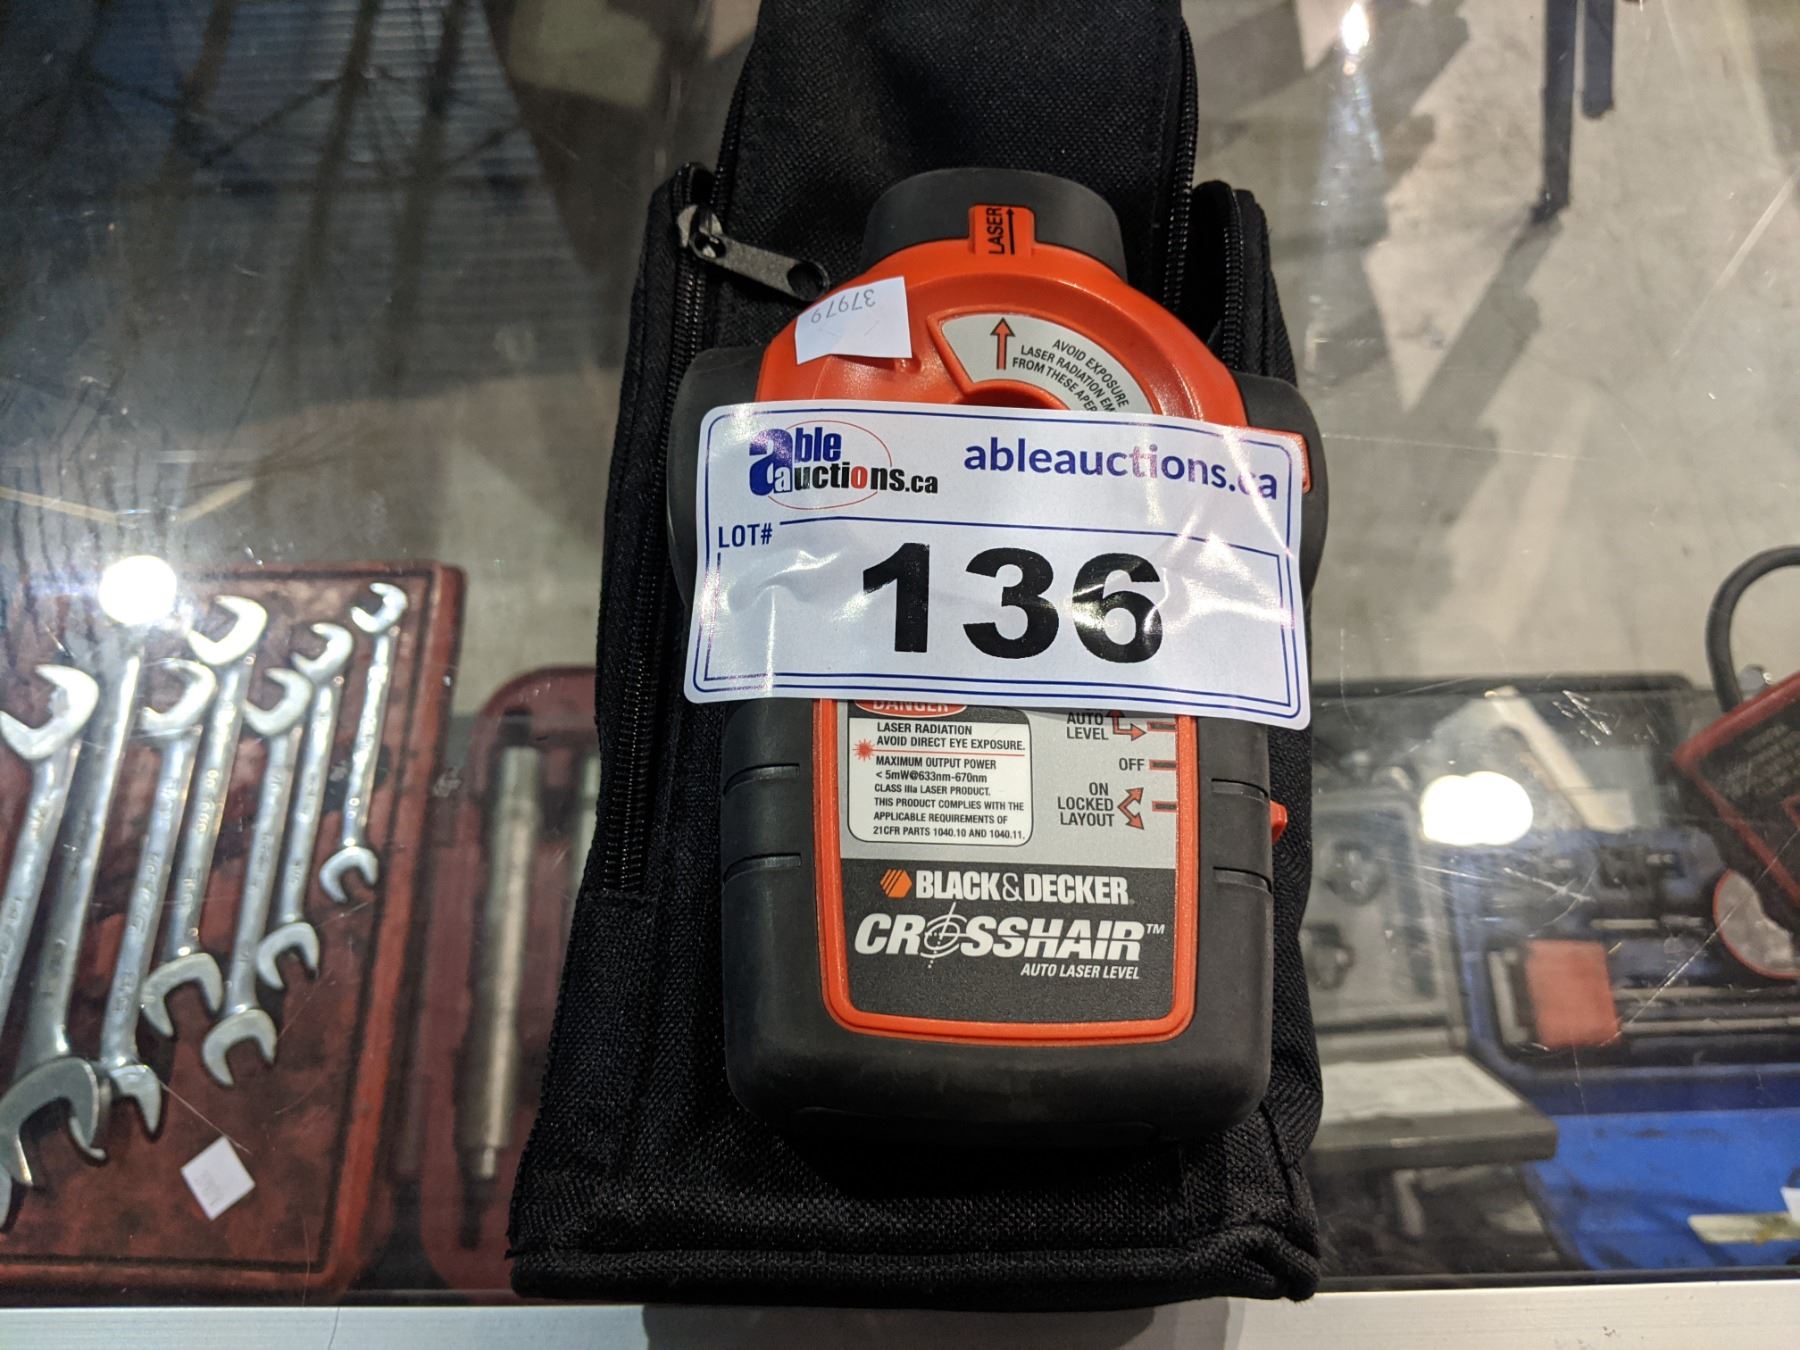 LASER
37979
AVOID EXPOSURE
LASER RADIATION EM
FROM THESE APER
able
auctions.ca
ableauctions.ca
LOT#
136
DANGER
LASER RADIATION
AVOID DIRECT EYE EXPOSURE.
MAXIMUM OUTPUT POWER
< 5mW@633nm-670nm
CLASS IIIa LASER PRODUCT.
THIS PRODUCT COMPLIES WITH THE
APPLICABLE REQUIREMENTS OF
21CFR PARTS 1040.10 AND 1040.11.
AUTO
LEVEL
OFF
ON
LOCKED
LAYOUT
BLACK&DECKER
CROSSHAIR™
AUTO LASER LEVEL